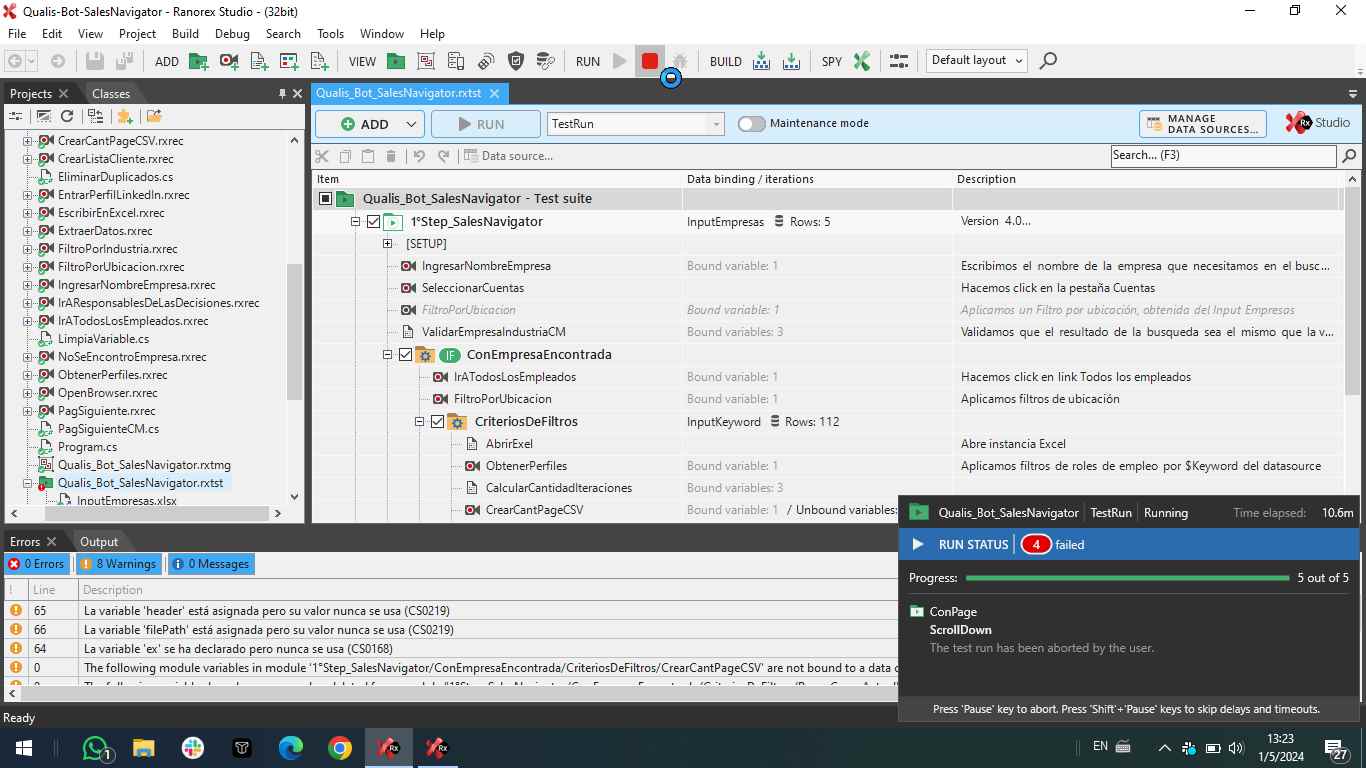 Qualis-Bot-SalesNavigator - Ranorex Studio - (32bit)
File Edit View Project Build Debug Search Tools Window Help
ADD VIEW RUN BUILD SPY Default layout
Projects Classes
Qualis_Bot_SalesNavigator.rxtst
ADD RUN TestRun Maintenance mode MANAGE DATA SOURCES... Rx Studio
Data source... Search... (F3)
Item Data binding / iterations Description
CrearCantPageCSV.rxrec
CrearListaCliente.rxrec
EliminarDuplicados.cs
EntrarPerfilLinkedIn.rxrec
EscribirEnExcel.rxrec
ExtraerDatos.rxrec
FiltroPorIndustria.rxrec
FiltroPorUbicacion.rxrec
IngresarNombreEmpresa.rxrec
IrAResponsablesDeLasDecisiones.rxrec
IrATodosLosEmpleados.rxrec
LimpiaVariable.cs
NoSeEncontroEmpresa.rxrec
ObtenerPerfiles.rxrec
OpenBrowser.rxrec
PagSiguiente.rxrec
PagSiguienteCM.cs
Program.cs
Qualis_Bot_SalesNavigator.rxtmg
Qualis_Bot_SalesNavigator.rxtst
InputEmpresas.xlsx
Qualis_Bot_SalesNavigator - Test suite
1°Step_SalesNavigator InputEmpresas Rows: 5 Version 4.0...
[SETUP]
IngresarNombreEmpresa Bound variable: 1 Escribimos el nombre de la empresa que necesitamos en el busc...
SeleccionarCuentas Hacemos click en la pestaña Cuentas
FiltroPorUbicacion Bound variable: 1 Aplicamos un Filtro por ubicación, obtenida del Input Empresas
ValidarEmpresaIndustriaCM Bound variables: 3 Validamos que el resultado de la busqueda sea el mismo que la v...
IF ConEmpresaEncontrada
IrATodosLosEmpleados Bound variable: 1 Hacemos click en link Todos los empleados
FiltroPorUbicacion Bound variable: 1 Aplicamos filtros de ubicación
CriteriosDeFiltros InputKeyword Rows: 112
AbrirExel Abre instancia Excel
ObtenerPerfiles Bound variable: 1 Aplicamos filtros de roles de empleo por $Keyword del datasource
CalcularCantidadIteraciones Bound variables: 3
CrearCantPageCSV Bound variable: 1 / Unbound variables:
Errors Output
0 Errors 8 Warnings 0 Messages
! Line Description
65 La variable 'header' está asignada pero su valor nunca se usa (CS0219)
66 La variable 'filePath' está asignada pero su valor nunca se usa (CS0219)
64 La variable 'ex' se ha declarado pero nunca se usa (CS0168)
0 The following module variables in module '1°Step_SalesNavigator/ConEmpresaEncontrada/CriteriosDeFiltros/CrearCantPageCSV' are not bound to a data
Qualis_Bot_SalesNavigator TestRun Running Time elapsed: 10.6m
RUN STATUS 4 failed
Progress: 5 out of 5
ConPage
ScrollDown
The test run has been aborted by the user.
Press 'Pause' key to abort. Press 'Shift'+'Pause' keys to skip delays and timeouts.
Ready
1 Rx Rx EN 13:23
1/5/2024
27